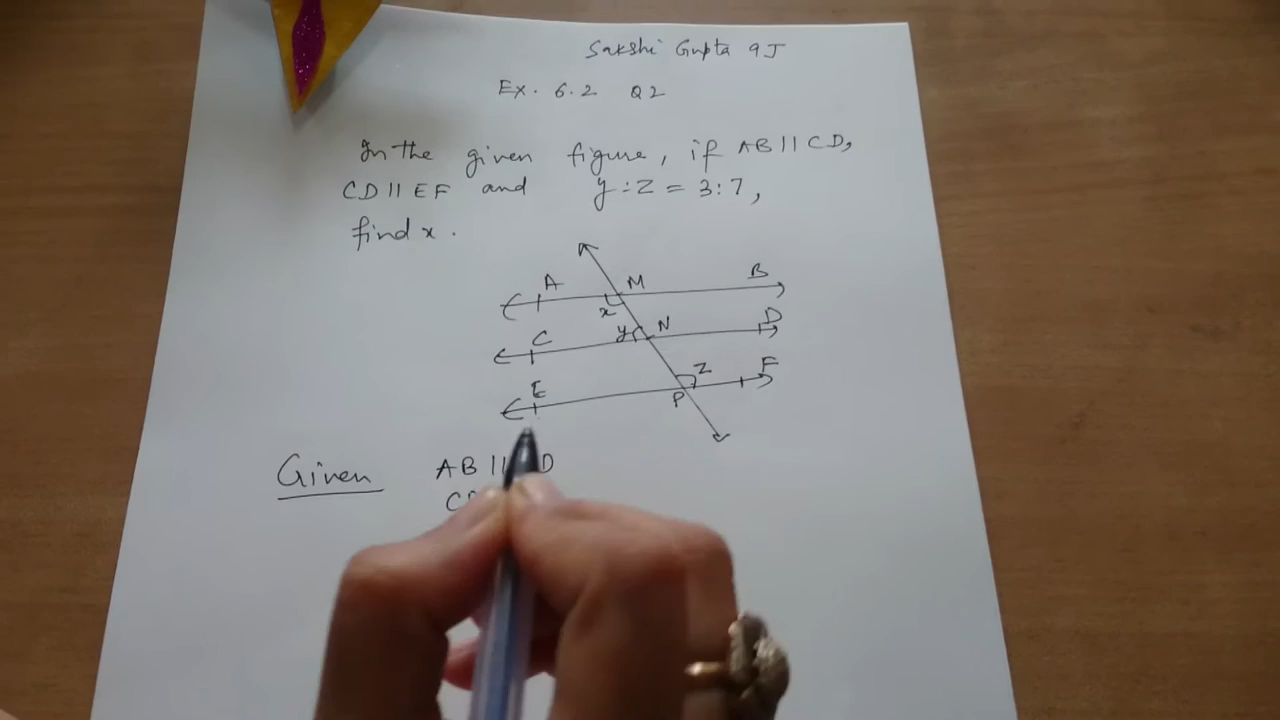 Sakshi Gupta 9J
Ex. 6.2 Q2
In the given figure, if AB || CD,
CD || EF and y : z = 3 : 7,
find x.
A M B
x
C y N D
E P z F
Given AB || D